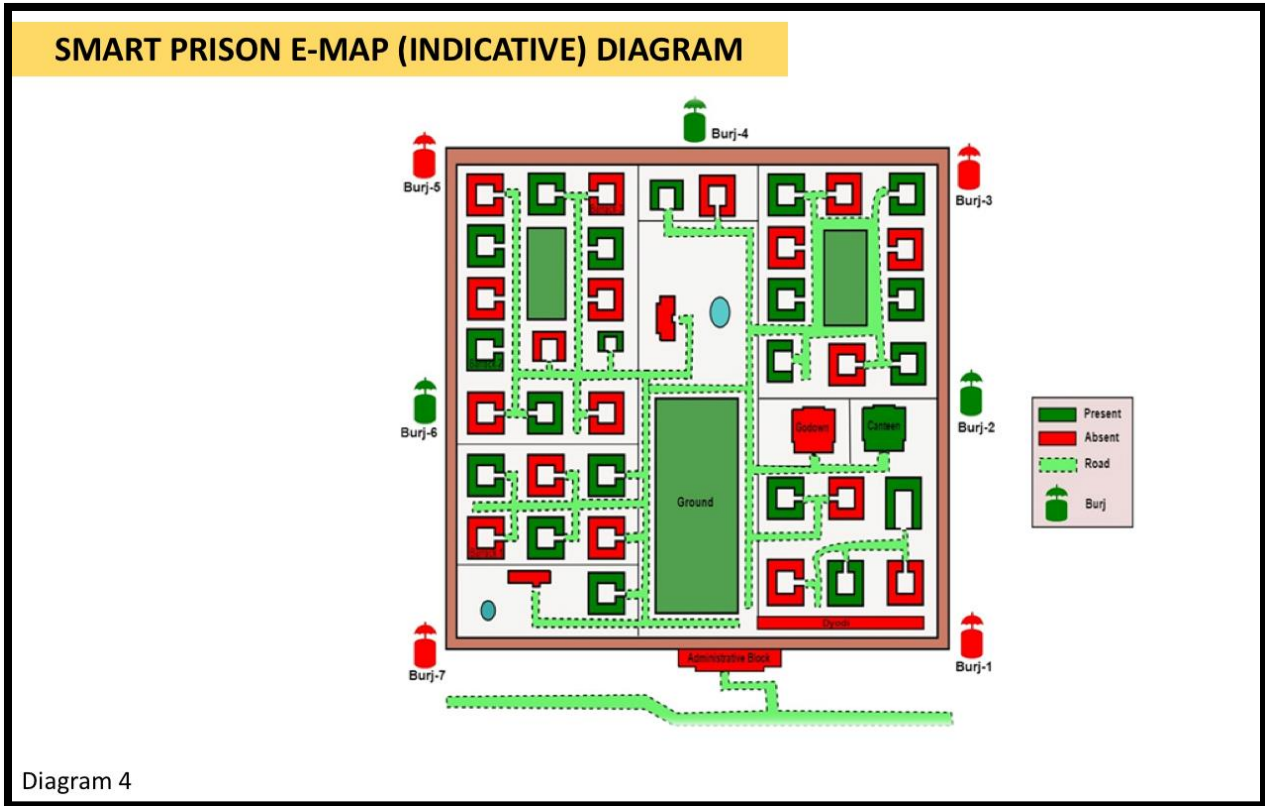 SMART PRISON E-MAP (INDICATIVE) DIAGRAM
Burj-4
Burj-5
Burj-3
Burj-6
Burj-2
Godown
Canteen
Present
Absent
Road
Burj
Ground
Dyodi
Administrative Block
Burj-7
Burj-1
Diagram 4